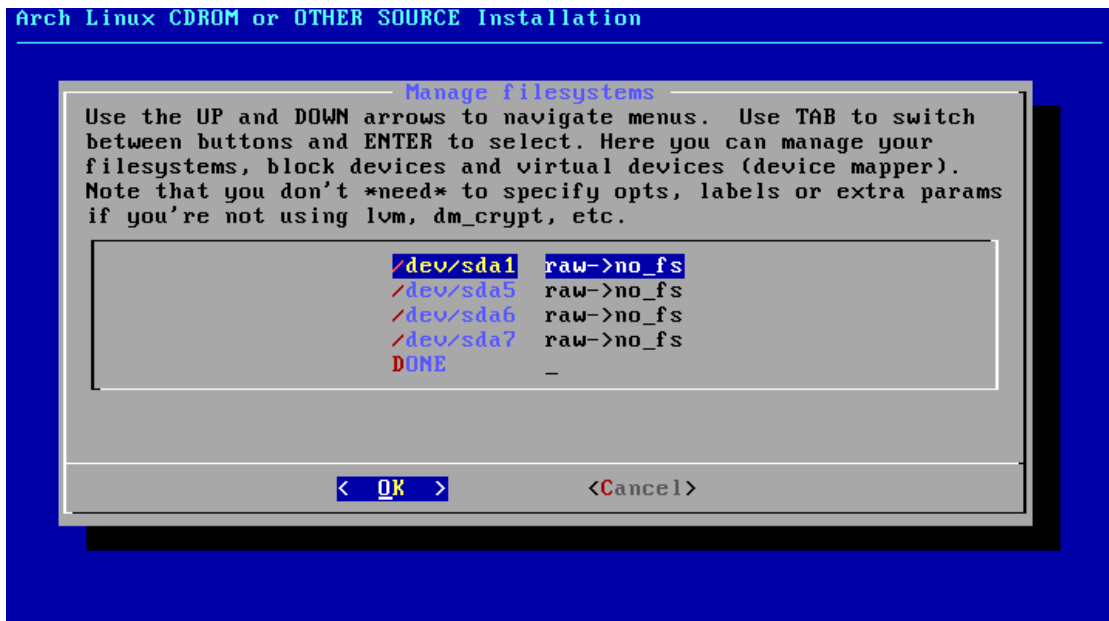 Arch Linux CDROM or OTHER SOURCE Installation
Manage filesystems
Use the UP and DOWN arrows to navigate menus.  Use TAB to switch
between buttons and ENTER to select. Here you can manage your
filesystems, block devices and virtual devices (device mapper).
Note that you don't *need* to specify opts, labels or extra params
if you're not using lvm, dm_crypt, etc.
/dev/sda1  raw->no_fs
/dev/sda5  raw->no_fs
/dev/sda6  raw->no_fs
/dev/sda7  raw->no_fs
DONE       _
<  OK  >          <Cancel>